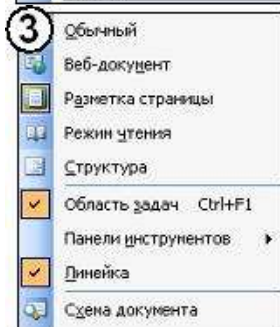 3
Обычный
Веб-документ
Разметка страницы
Режим чтения
Структура
Область задач Ctrl+F1
Панели инструментов
Линейка
Схема документа